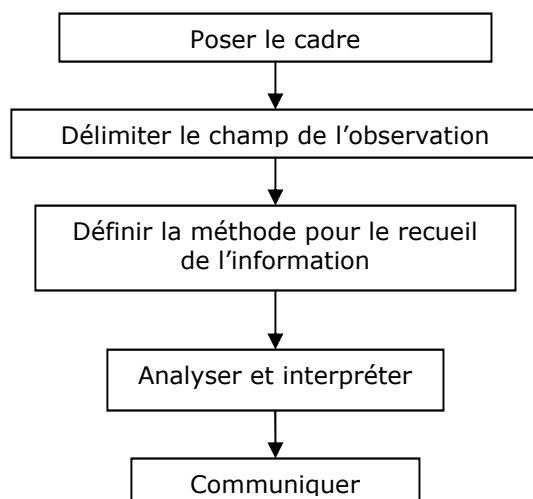 Poser le cadre
Délimiter le champ de l’observation
Définir la méthode pour le recueil
de l’information
Analyser et interpréter
Communiquer